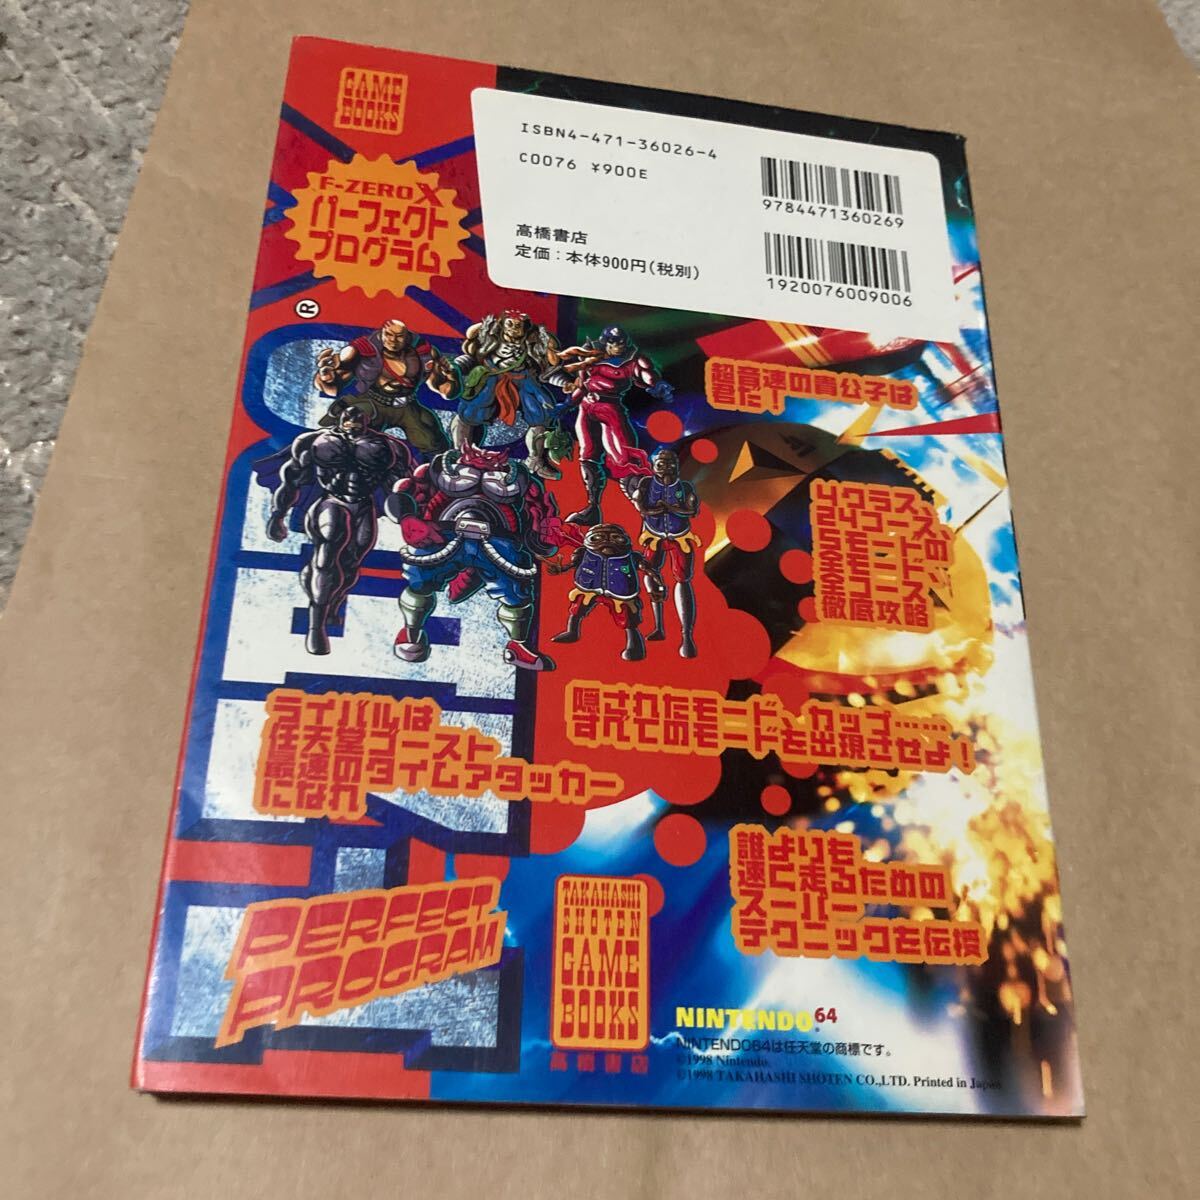 GAME
BOOKS
F-ZERO X
パーフェクト
プログラム
ISBN4-471-36026-4
C0076 ¥900E
高橋書店
定価:本体900円(税別)
9784471360269
1920076009006
®
超音速の貴公子は
君だ!
4クラス、
24コース、
5モードの
全モード
全コース
徹底攻略
隠されたモードとカップ……
すべてのモードを出現させよ!
ライバルは
任天堂ゴースト
最速のタイムアタッカー
になれ
誰よりも
速く走るための
スーパー
テクニックを伝授
PERFECT
PROGRAM
TAKAHASHI
SHOTEN
GAME
BOOKS
高橋書店
NINTENDO64
NINTENDO64は任天堂の商標です。
©1998 Nintendo.
©1998 TAKAHASHI SHOTEN CO.,LTD. Printed in Japan